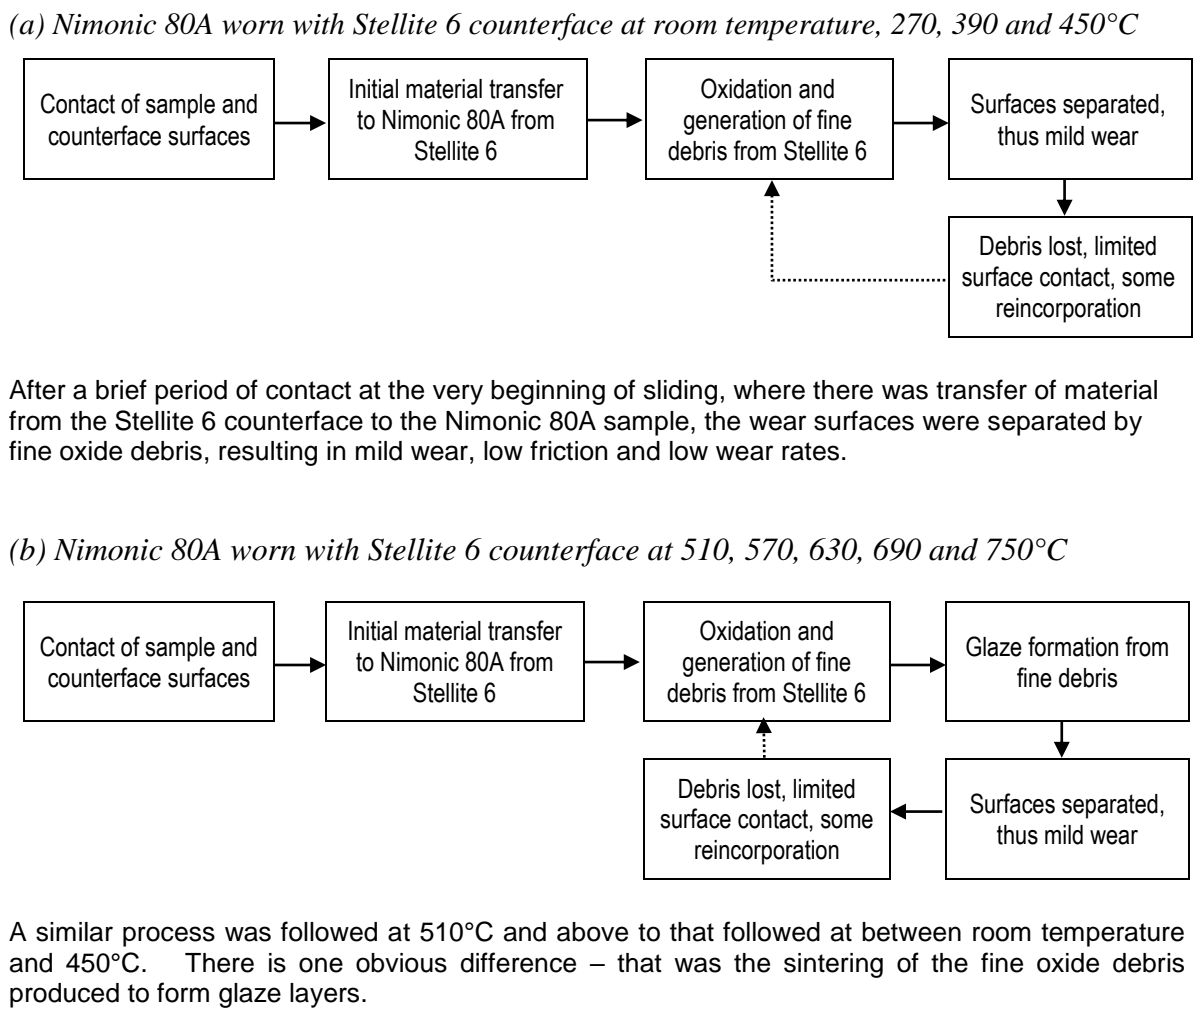 (a) Nimonic 80A worn with Stellite 6 counterface at room temperature, 270, 390 and 450°C
Contact of sample and
counterface surfaces
Initial material transfer
to Nimonic 80A from
Stellite 6
Oxidation and
generation of fine
debris from Stellite 6
Surfaces separated,
thus mild wear
Debris lost, limited
surface contact, some
reincorporation
After a brief period of contact at the very beginning of sliding, where there was transfer of material
from the Stellite 6 counterface to the Nimonic 80A sample, the wear surfaces were separated by
fine oxide debris, resulting in mild wear, low friction and low wear rates.
(b) Nimonic 80A worn with Stellite 6 counterface at 510, 570, 630, 690 and 750°C
Contact of sample and
counterface surfaces
Initial material transfer
to Nimonic 80A from
Stellite 6
Oxidation and
generation of fine
debris from Stellite 6
Glaze formation from
fine debris
Surfaces separated,
thus mild wear
Debris lost, limited
surface contact, some
reincorporation
A similar process was followed at 510°C and above to that followed at between room temperature
and 450°C. There is one obvious difference – that was the sintering of the fine oxide debris
produced to form glaze layers.